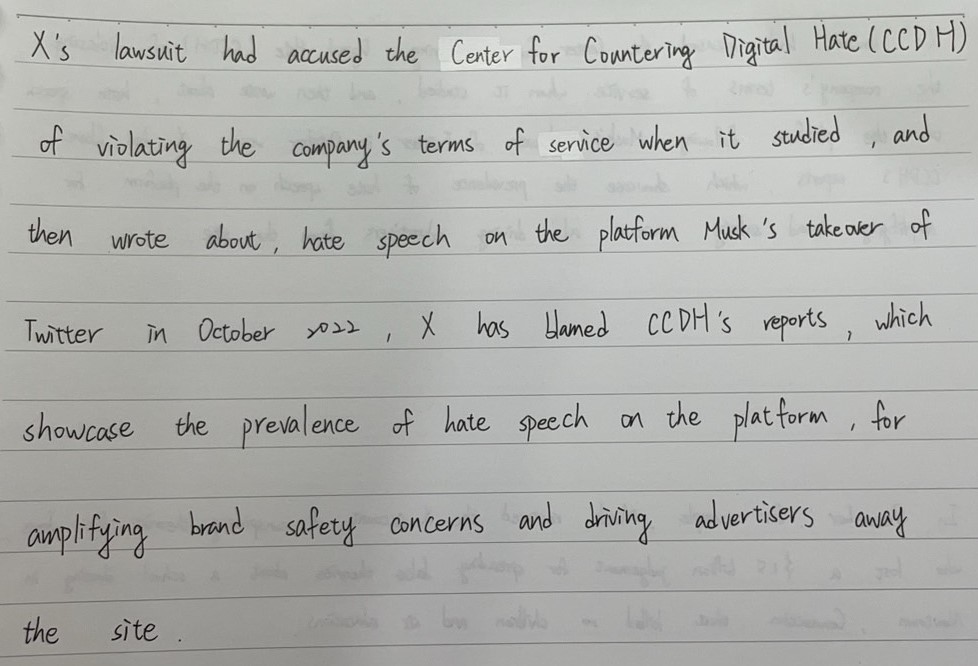 X's lawsuit had accused the Center for Countering Digital Hate (CCDH)
of violating the company's terms of service when it studied , and
then wrote about , hate speech on the platform Musk's takeover of
Twitter in October 2022 , X has blamed CCDH's reports , which
showcase the prevalence of hate speech on the platform , for
amplifying brand safety concerns and driving advertisers away
the site .